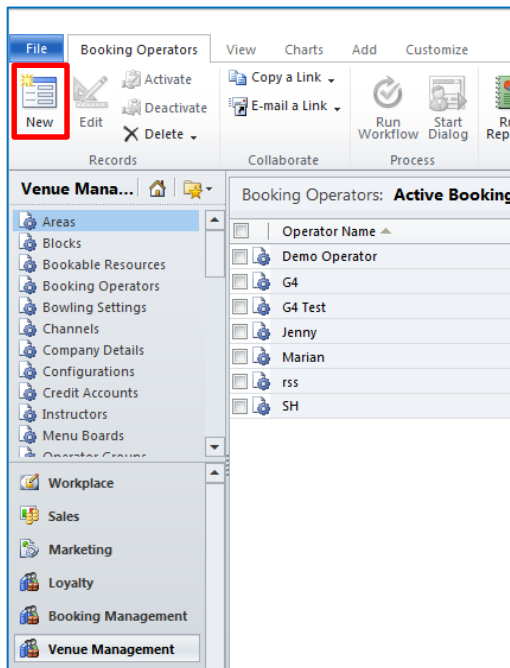 File Booking Operators View Charts Add Customize
New
Edit
Activate
Deactivate
Delete
Records
Copy a Link
E-mail a Link
Collaborate
Run
Workflow
Start
Dialog
Process
Venue Mana...
Areas
Blocks
Bookable Resources
Booking Operators
Bowling Settings
Channels
Company Details
Configurations
Credit Accounts
Instructors
Menu Boards
Operator Groups
Workplace
Sales
Marketing
Loyalty
Booking Management
Venue Management
Booking Operators: Active Booking
Operator Name
Demo Operator
G4
G4 Test
Jenny
Marian
rss
SH